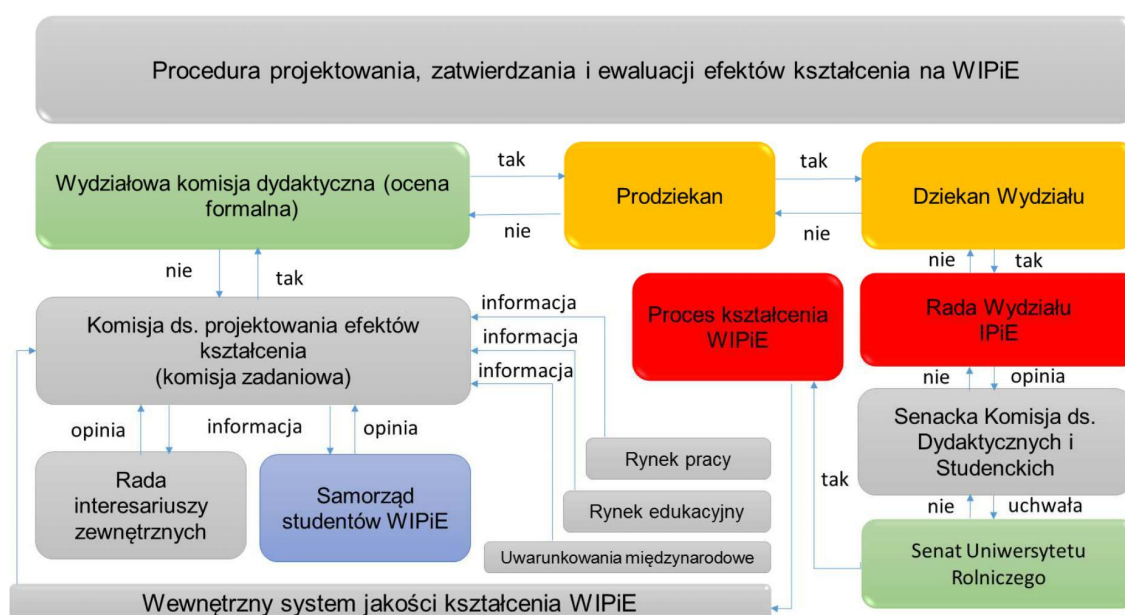 Procedura projektowania, zatwierdzania i ewaluacji efektów kształcenia na WIPiE
Wydziałowa komisja dydaktyczna (ocena
formalna)
tak
nie
Prodziekan
tak
nie
Dziekan Wydziału
nie
tak
nie
tak
Komisja ds. projektowania efektów
kształcenia
(komisja zadaniowa)
informacja
informacja
informacja
Proces kształcenia
WIPiE
Rada Wydziału
IPiE
nie
opinia
opinia
informacja
opinia
Rada
interesariuszy
zewnętrznych
Samorząd
studentów WIPiE
Rynek pracy
Rynek edukacyjny
Uwarunkowania międzynarodowe
tak
Senacka Komisja ds.
Dydaktycznych i
Studenckich
nie
uchwała
Senat Uniwersytetu
Rolniczego
Wewnętrzny system jakości kształcenia WIPiE